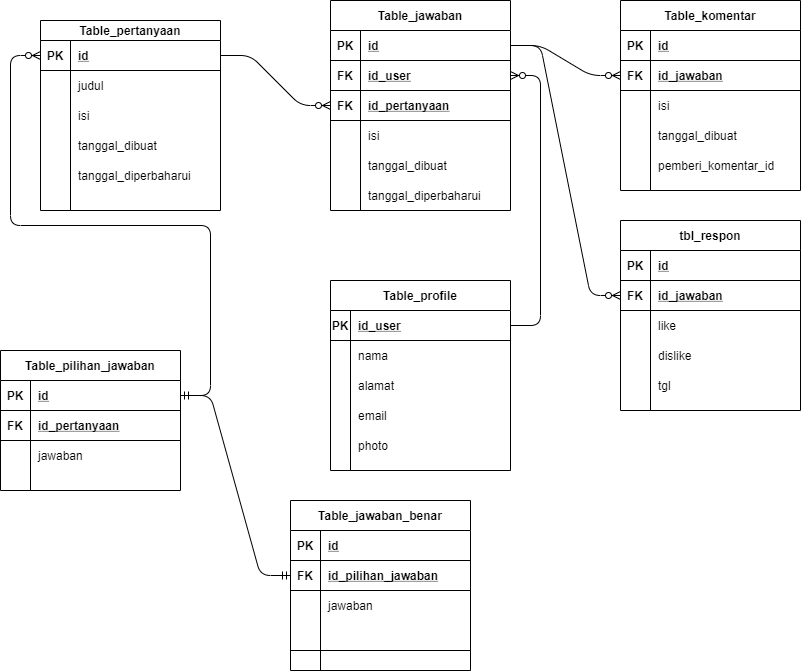 Table_pertanyaan
PK id
judul
isi
tanggal_dibuat
tanggal_diperbaharui
Table_jawaban
PK id
FK id_user
FK id_pertanyaan
isi
tanggal_dibuat
tanggal_diperbaharui
Table_komentar
PK id
FK id_jawaban
isi
tanggal_dibuat
pemberi_komentar_id
tbl_respon
PK id
FK id_jawaban
like
dislike
tgl
Table_profile
PK id_user
nama
alamat
email
photo
Table_pilihan_jawaban
PK id
FK id_pertanyaan
jawaban
Table_jawaban_benar
PK id
FK id_pilihan_jawaban
jawaban